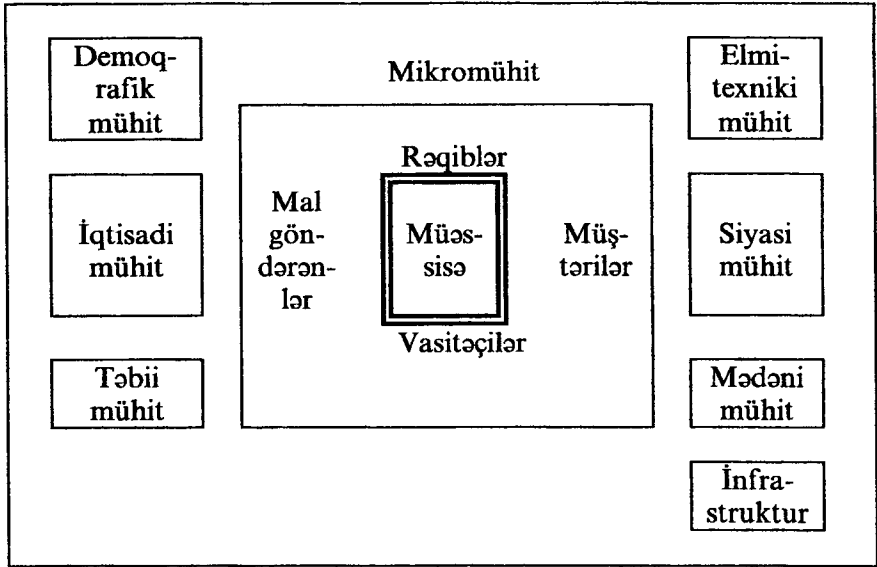 Demoq-
rafik
mühit
Mikromühit
Elmi-
texniki
mühit
İqtisadi
mühit
Mal
gön-
dərən-
lər
Rəqiblər
Müəs-
sisə
Vasitəçilər
Müş-
tərilər
Siyasi
mühit
Təbii
mühit
Mədəni
mühit
İnfra-
struktur